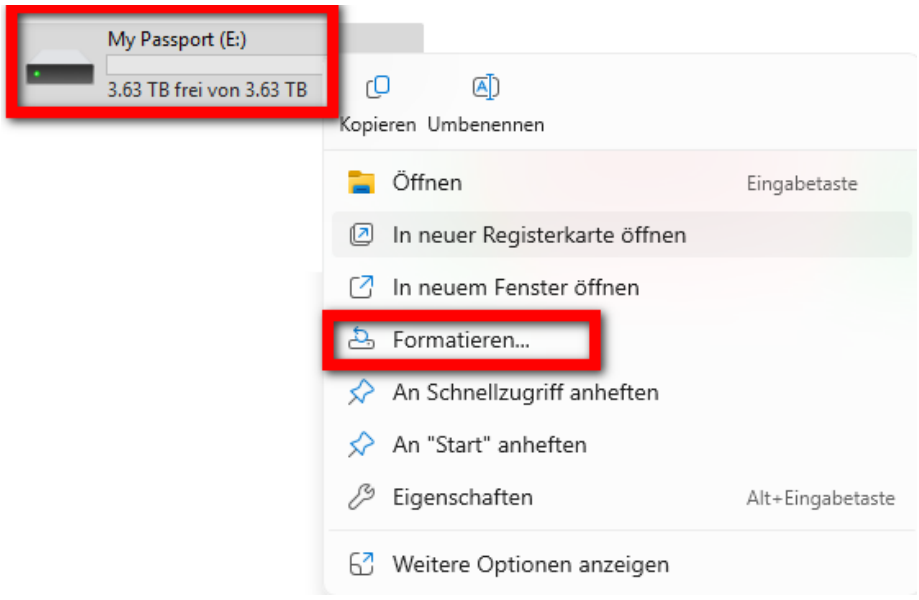 My Passport (E:)
3.63 TB frei von 3.63 TB
Kopieren Umbenennen
Öffnen Eingabetaste
In neuer Registerkarte öffnen
In neuem Fenster öffnen
Formatieren...
An Schnellzugriff anheften
An "Start" anheften
Eigenschaften Alt+Eingabetaste
Weitere Optionen anzeigen